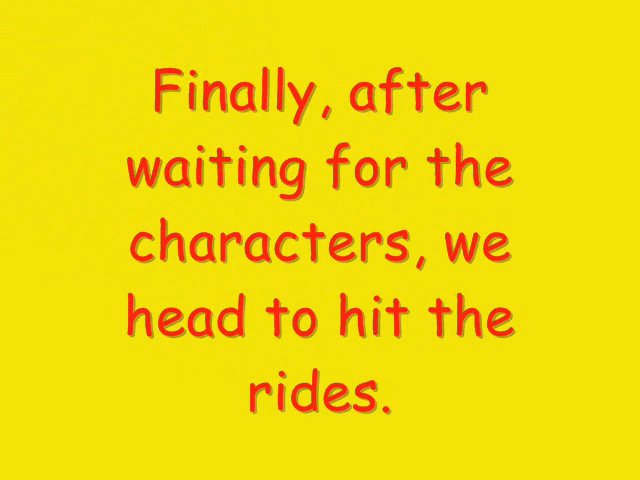 Finally, after
waiting for the
characters, we
head to hit the
rides.